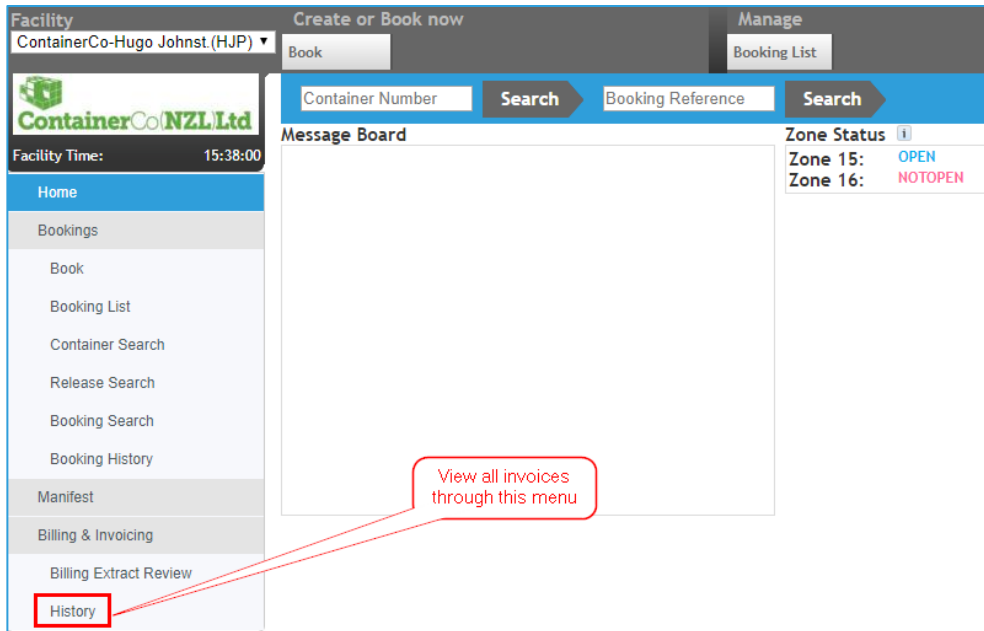 Facility
Create or Book now
Manage
ContainerCo-Hugo Johnst.(HJP)
Book
Booking List
Container Number
Search
Booking Reference
Search
ContainerCo(NZL)Ltd
Message Board
Zone Status i
Facility Time: 15:38:00
Zone 15: OPEN
Zone 16: NOTOPEN
Home
Bookings
Book
Booking List
Container Search
Release Search
Booking Search
Booking History
Manifest
Billing & Invoicing
Billing Extract Review
History
View all invoices
through this menu